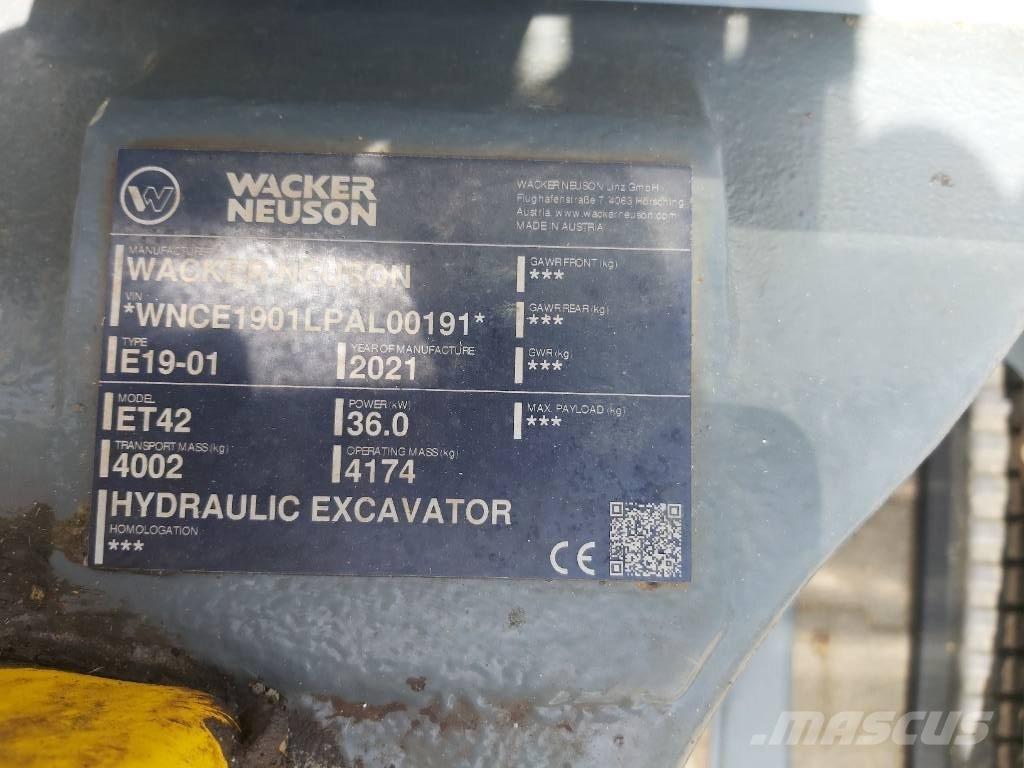 WACKER
NEUSON
WACKER NEUSON Linz GmbH
Flughafenstraße 7, 4063 Hörsching
Austria www.wackerneuson.com
MADE IN AUSTRIA
MANUFACTURER
WACKER NEUSON
GAWR FRONT (kg)
***
VIN
*WNCE1901LPAL00191*
GAWR REAR (kg)
***
TYPE
E19-01
YEAR OF MANUFACTURE
2021
GWR (kg)
***
MODEL
ET42
POWER (kW)
36.0
MAX. PAYLOAD (kg)
***
TRANSPORT MASS (kg)
4002
OPERATING MASS (kg)
4174
HYDRAULIC EXCAVATOR
HOMOLOGATION
***
CE
MASCUS